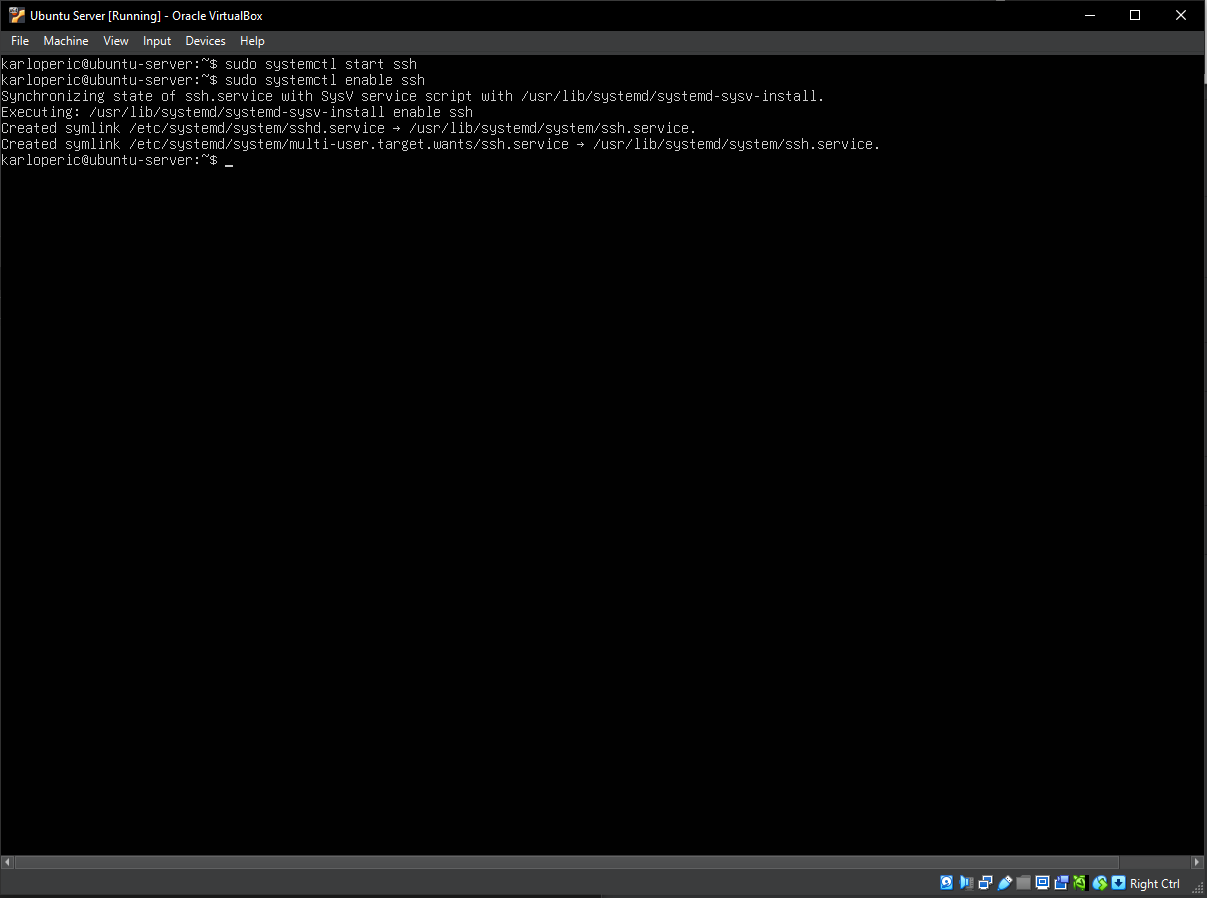 Ubuntu Server [Running] - Oracle VirtualBox
File Machine View Input Devices Help
karloperic@ubuntu-server:~$ sudo systemctl start ssh
karloperic@ubuntu-server:~$ sudo systemctl enable ssh
Synchronizing state of ssh.service with SysV service script with /usr/lib/systemd/systemd-sysv-install.
Executing: /usr/lib/systemd/systemd-sysv-install enable ssh
Created symlink /etc/systemd/system/sshd.service → /usr/lib/systemd/system/ssh.service.
Created symlink /etc/systemd/system/multi-user.target.wants/ssh.service → /usr/lib/systemd/system/ssh.service.
karloperic@ubuntu-server:~$ _
Right Ctrl